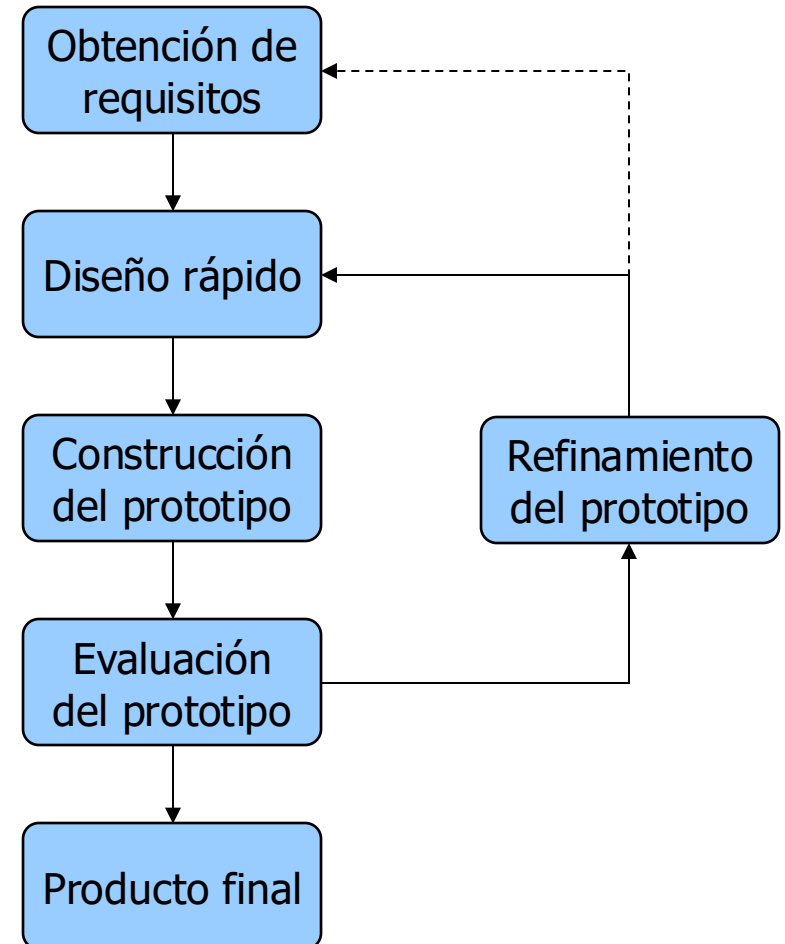 Obtención de
requisitos
Diseño rápido
Construcción
del prototipo
Refinamiento
del prototipo
Evaluación
del prototipo
Producto final